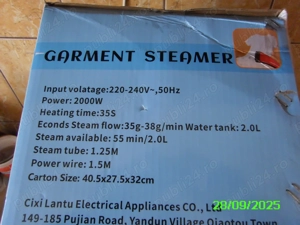 GARMENT STEAMER
Input volatage:220-240V~,50Hz
Power:2000W
Heating time:35S
Econds Steam flow:35g-38g/min Water tank: 2.0L
Steam available: 55 min/2.0L
Steam tube: 1.25M
Power wire: 1.5M
Carton Size: 40.5x27.5x32cm
Cixi Lantu Electrical Appliances CO., Ltd
149-185 Pujian Road, Yandun Village Qiaotou Town
28/09/2025